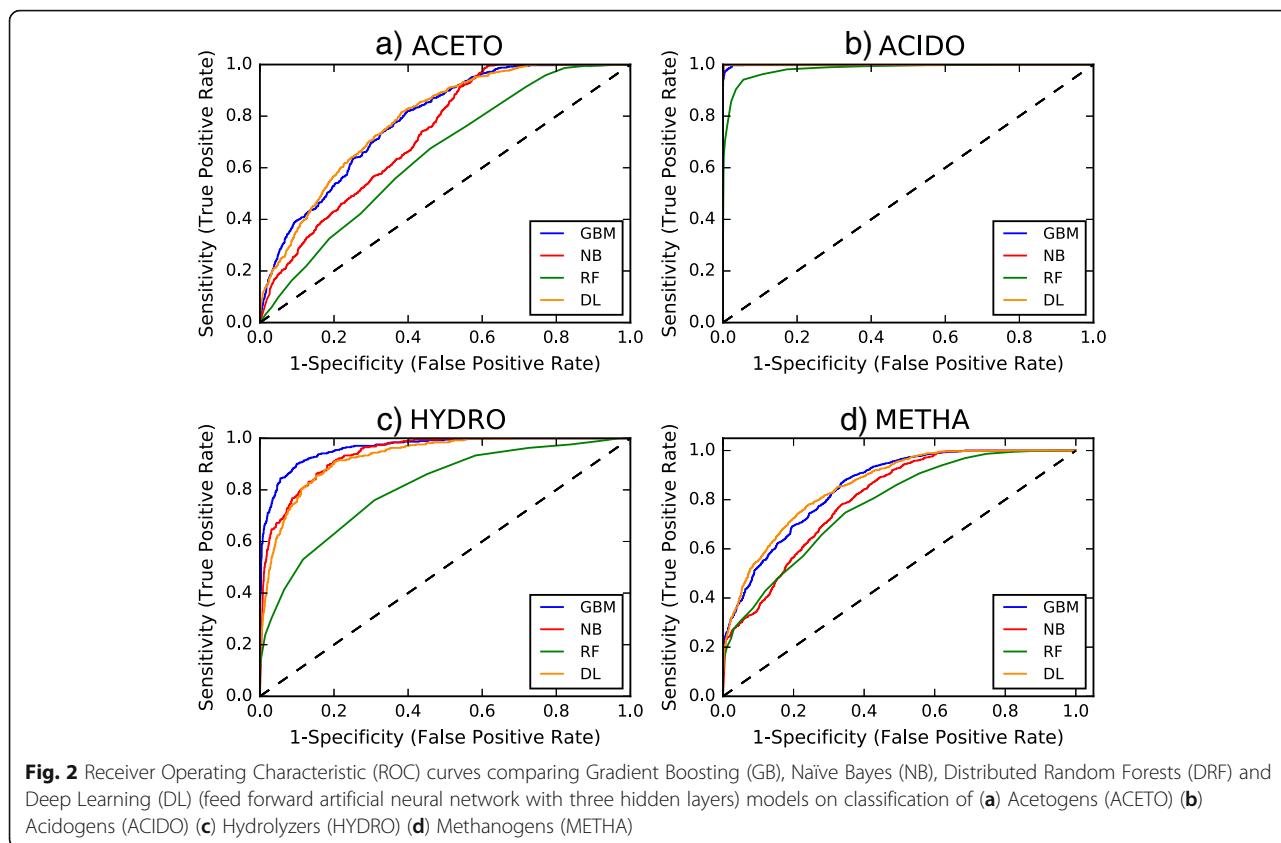 a) ACETO
Sensitivity (True Positive Rate)
1.0
0.8
0.6
0.4
0.2
0.0
GBM
NB
RF
DL
0.0 0.2 0.4 0.6 0.8 1.0
1-Specificity (False Positive Rate)
b) ACIDO
Sensitivity (True Positive Rate)
1.0
0.8
0.6
0.4
0.2
0.0
GBM
NB
RF
DL
0.0 0.2 0.4 0.6 0.8 1.0
1-Specificity (False Positive Rate)
c) HYDRO
Sensitivity (True Positive Rate)
1.0
0.8
0.6
0.4
0.2
0.0
GBM
NB
RF
DL
0.0 0.2 0.4 0.6 0.8 1.0
1-Specificity (False Positive Rate)
d) METHA
Sensitivity (True Positive Rate)
1.0
0.8
0.6
0.4
0.2
0.0
GBM
NB
RF
DL
0.0 0.2 0.4 0.6 0.8 1.0
1-Specificity (False Positive Rate)
Fig. 2 Receiver Operating Characteristic (ROC) curves comparing Gradient Boosting (GB), Naïve Bayes (NB), Distributed Random Forests (DRF) and
Deep Learning (DL) (feed forward artificial neural network with three hidden layers) models on classification of (a) Acetogens (ACETO) (b)
Acidogens (ACIDO) (c) Hydrolyzers (HYDRO) (d) Methanogens (METHA)